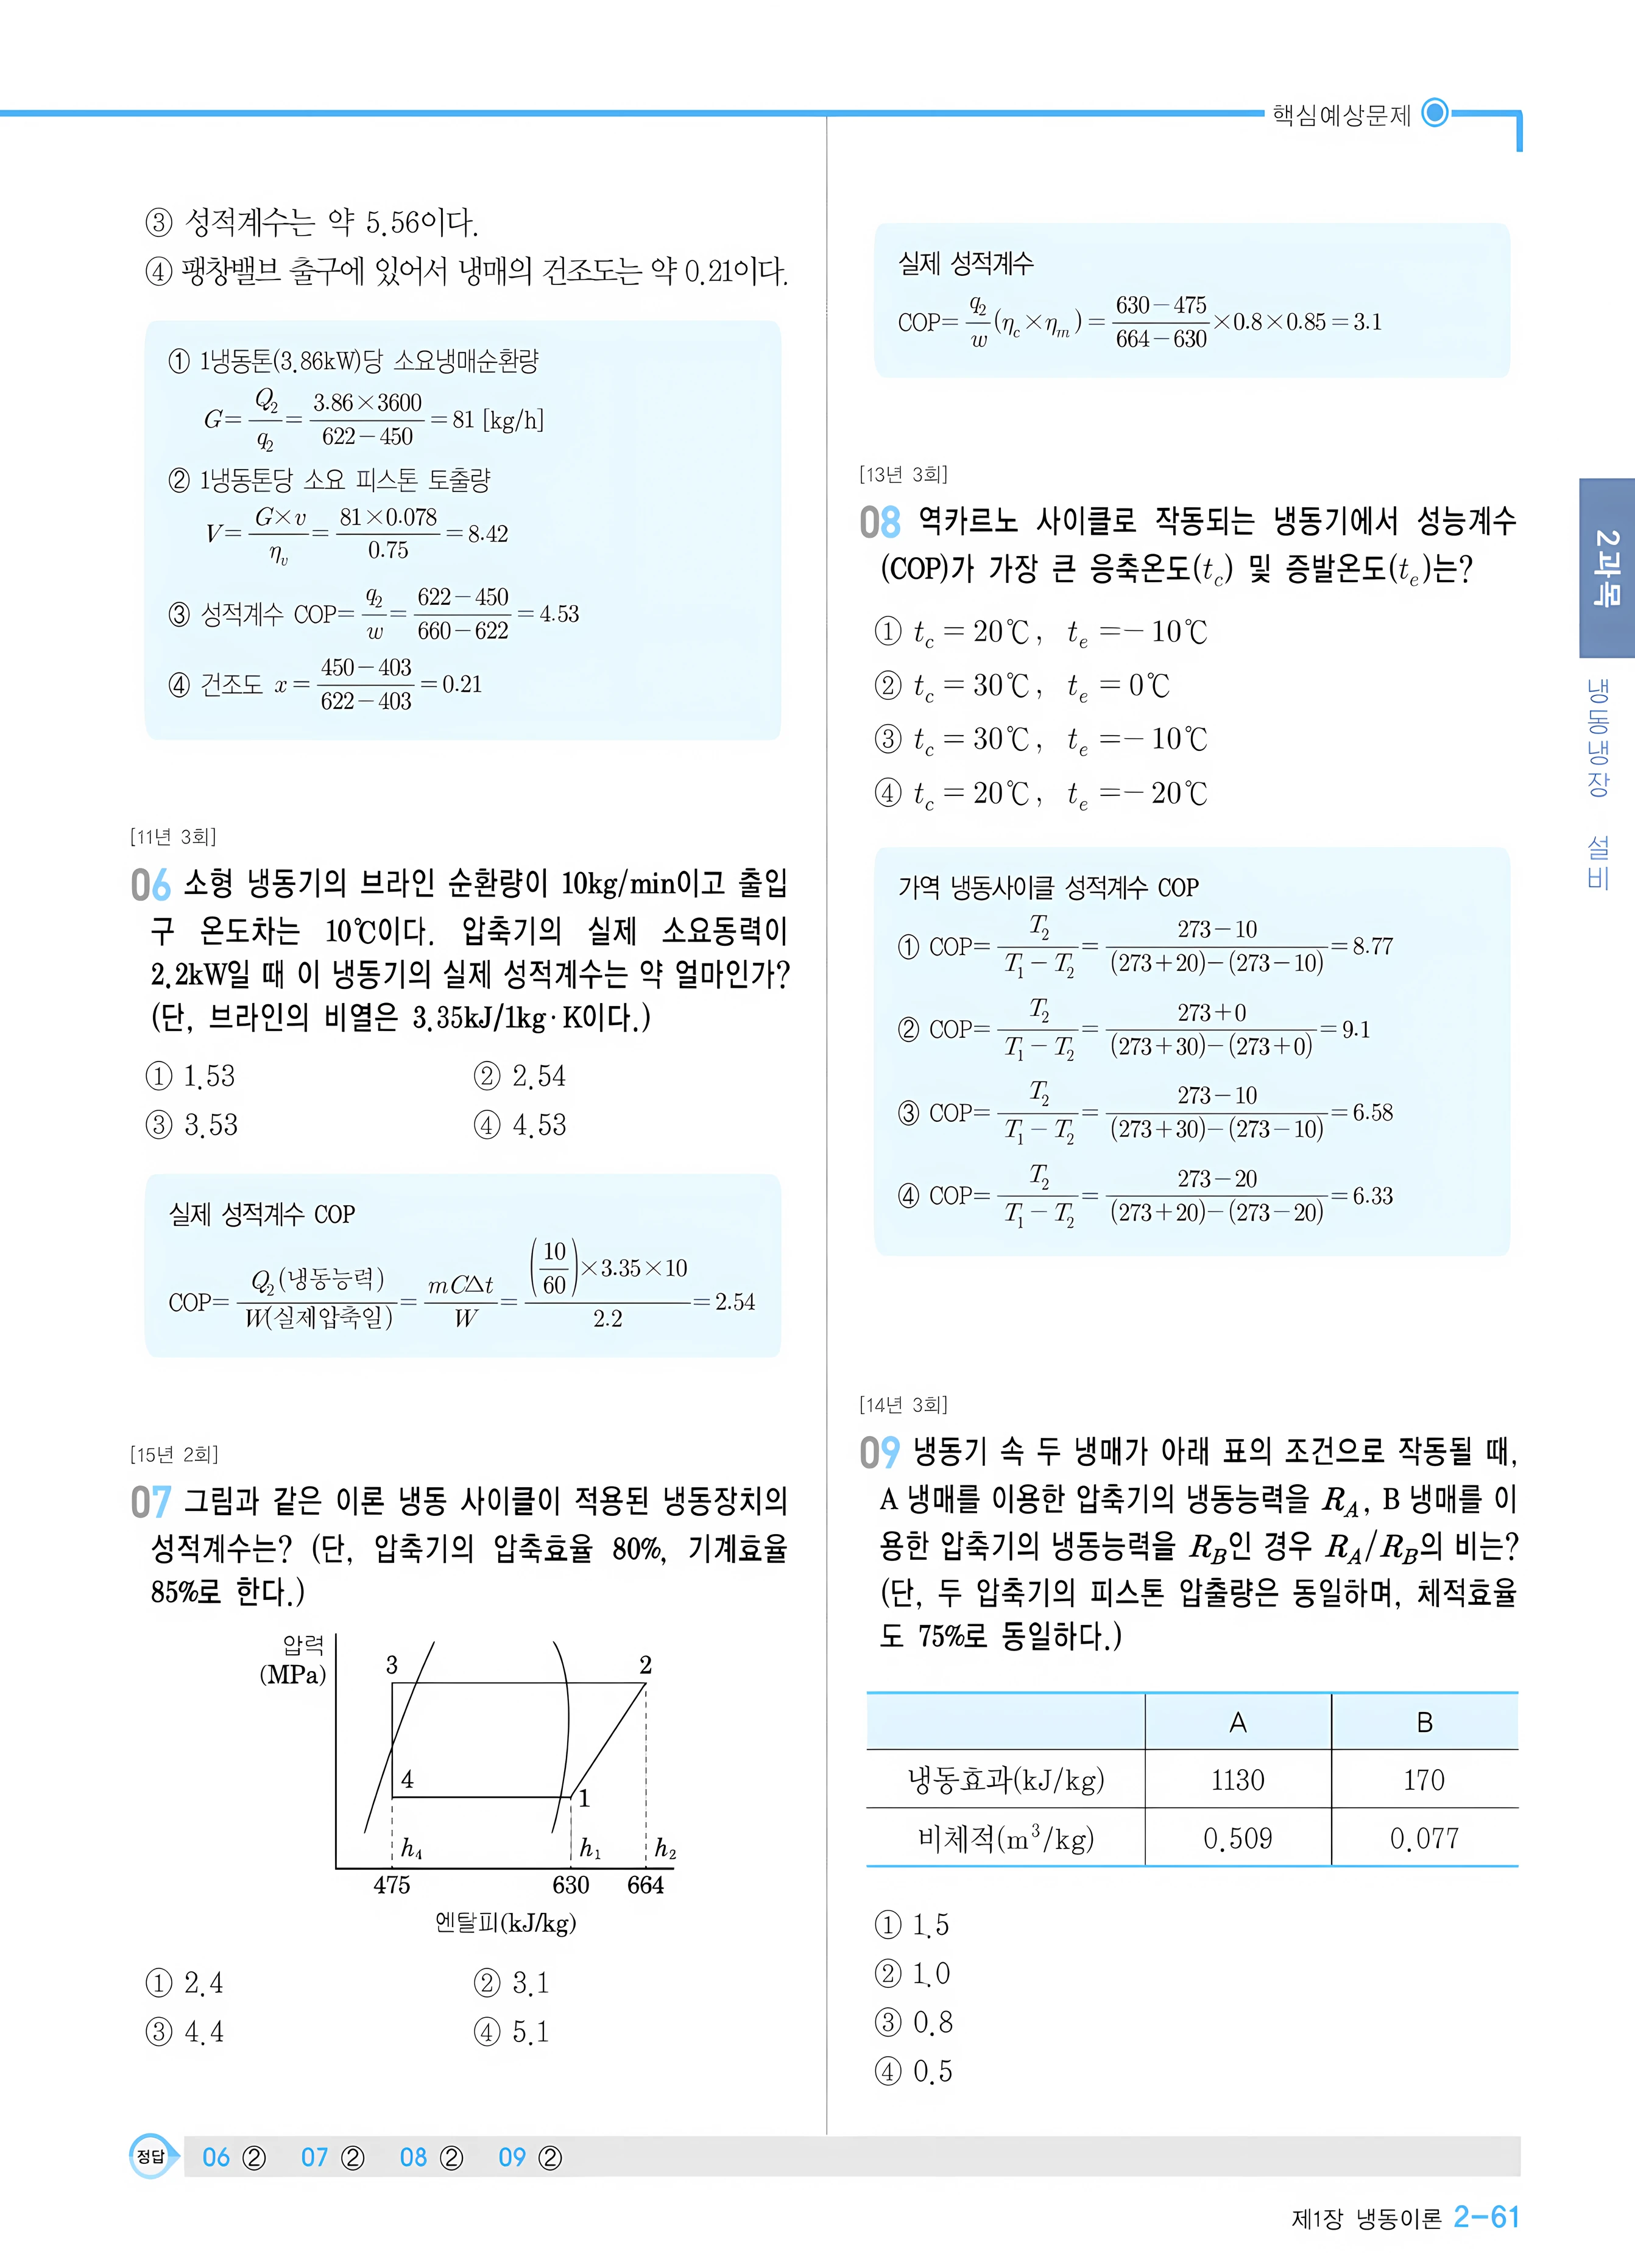 핵심예상문제
③ 성적계수는 약 5.56이다.
④ 팽창밸브 출구에 있어서 냉매의 건조도는 약 0.21이다.
① 1냉동톤(3.86kW)당 소요냉매순환량
G= Q₂/q₂ = (3.86×3600)/(622−450) =81 [kg/h]
② 1냉동톤당 소요 피스톤 토출량
V= (G×v)/ηᵥ = (81×0.078)/0.75 =8.42
③ 성적계수 COP= q₂/w = (622−450)/(660−622) =4.53
④ 건조도 x= (450−403)/(622−403) =0.21
[11년 3회]
06 소형 냉동기의 브라인 순환량이 10kg/min이고 출입
구 온도차는 10℃이다. 압축기의 실제 소요동력이
2.2kW일 때 이 냉동기의 실제 성적계수는 약 얼마인가?
(단, 브라인의 비열은 3.35kJ/1kg·K이다.)
① 1.53 ② 2.54
③ 3.53 ④ 4.53
실제 성적계수 COP
COP= Q₂(냉동능력)/W(실제압축일) = mCΔt/W = ((10/60)×3.35×10)/2.2 =2.54
[15년 2회]
07 그림과 같은 이론 냉동 사이클이 적용된 냉동장치의
성적계수는? (단, 압축기의 압축효율 80%, 기계효율
85%로 한다.)
압력
(MPa)
3 2
4 1
h₄ h₁ h₂
475 630 664
엔탈피(kJ/kg)
① 2.4 ② 3.1
③ 4.4 ④ 5.1
실제 성적계수
COP= q₂/w (η_c×η_m)= (630−475)/(664−630) ×0.8×0.85=3.1
[13년 3회]
08 역카르노 사이클로 작동되는 냉동기에서 성능계수
(COP)가 가장 큰 응축온도(t_c) 및 증발온도(t_e)는?
① t_c = 20℃, t_e =− 10℃
② t_c = 30℃, t_e = 0℃
③ t_c = 30℃, t_e =− 10℃
④ t_c = 20℃, t_e =− 20℃
가역 냉동사이클 성적계수 COP
① COP= T₂/(T₁−T₂) = (273−10)/((273+20)−(273−10)) =8.77
② COP= T₂/(T₁−T₂) = (273+0)/((273+30)−(273+0)) =9.1
③ COP= T₂/(T₁−T₂) = (273−10)/((273+30)−(273−10)) =6.58
④ COP= T₂/(T₁−T₂) = (273−20)/((273+20)−(273−20)) =6.33
[14년 3회]
09 냉동기 속 두 냉매가 아래 표의 조건으로 작동될 때,
A 냉매를 이용한 압축기의 냉동능력을 R_A, B 냉매를 이
용한 압축기의 냉동능력을 R_B인 경우 R_A/R_B의 비는?
(단, 두 압축기의 피스톤 압출량은 동일하며, 체적효율
도 75%로 동일하다.)
A B
냉동효과(kJ/kg) 1130 170
비체적(m³/kg) 0.509 0.077
① 1.5
② 1.0
③ 0.8
④ 0.5
2과목
냉동냉장 설비
정답 06 ② 07 ② 08 ② 09 ②
제1장 냉동이론 2-61